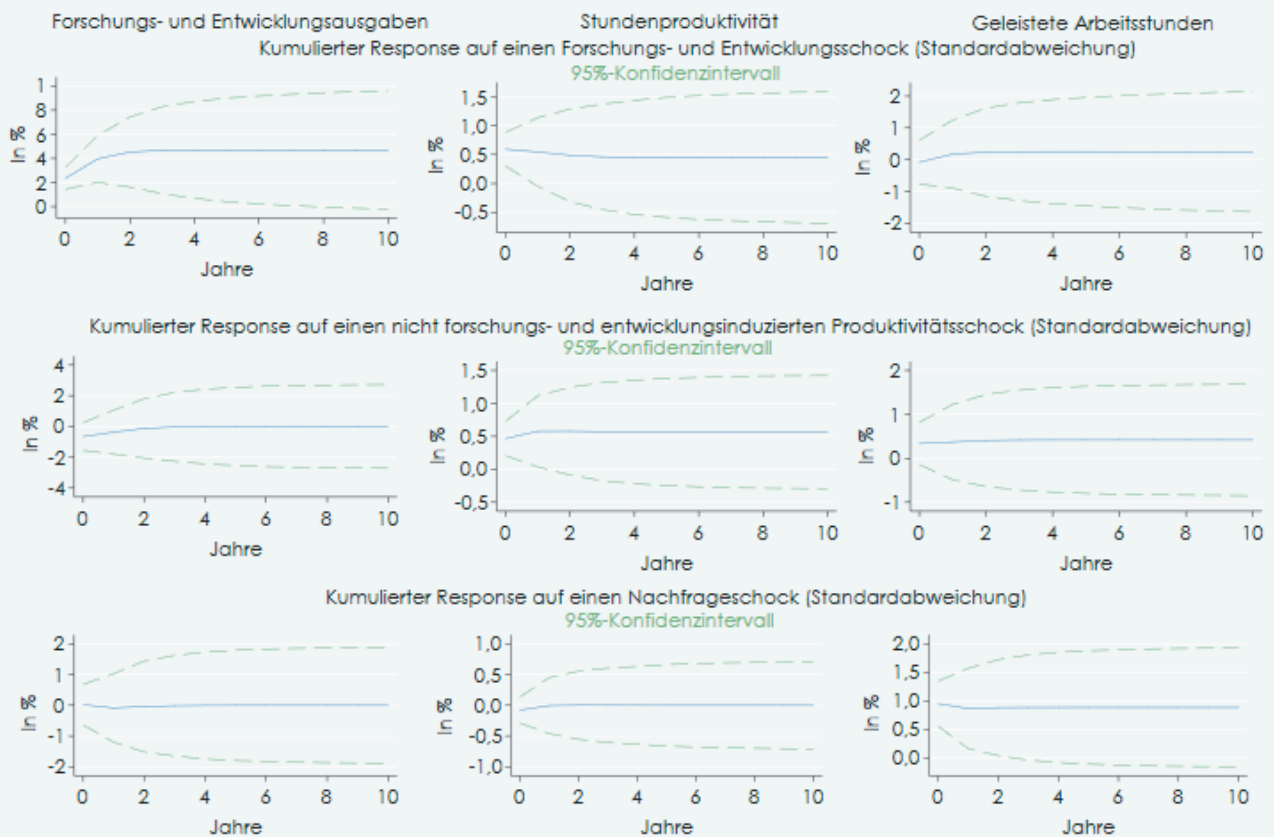 Forschungs- und Entwicklungsausgaben Stundenproduktivität Geleistete Arbeitsstunden
Kumulierter Response auf einen Forschungs- und Entwicklungsschock (Standardabweichung)
95%-Konfidenzintervall
In %
1
8
6
4
2
0
0 2 4 6 8 10
Jahre
In %
1,5
1,0
0,5
0,0
-0,5
0 2 4 6 8 10
Jahre
In %
2
1
0
-1
-2
0 2 4 6 8 10
Jahre
Kumulierter Response auf einen nicht forschungs- und entwicklungsinduzierten Produktivitätsschock (Standardabweichung)
95%-Konfidenzintervall
In %
4
2
0
-2
-4
0 2 4 6 8 10
Jahre
In %
1,5
1,0
0,5
0,0
-0,5
0 2 4 6 8 10
Jahre
In %
2
1
0
-1
0 2 4 6 8 10
Jahre
Kumulierter Response auf einen Nachfrageschock (Standardabweichung)
95%-Konfidenzintervall
In %
2
1
0
-1
-2
0 2 4 6 8 10
Jahre
In %
1,0
0,5
0,0
-0,5
-1,0
0 2 4 6 8 10
Jahre
In %
2,0
1,5
1,0
0,5
0,0
0 2 4 6 8 10
Jahre